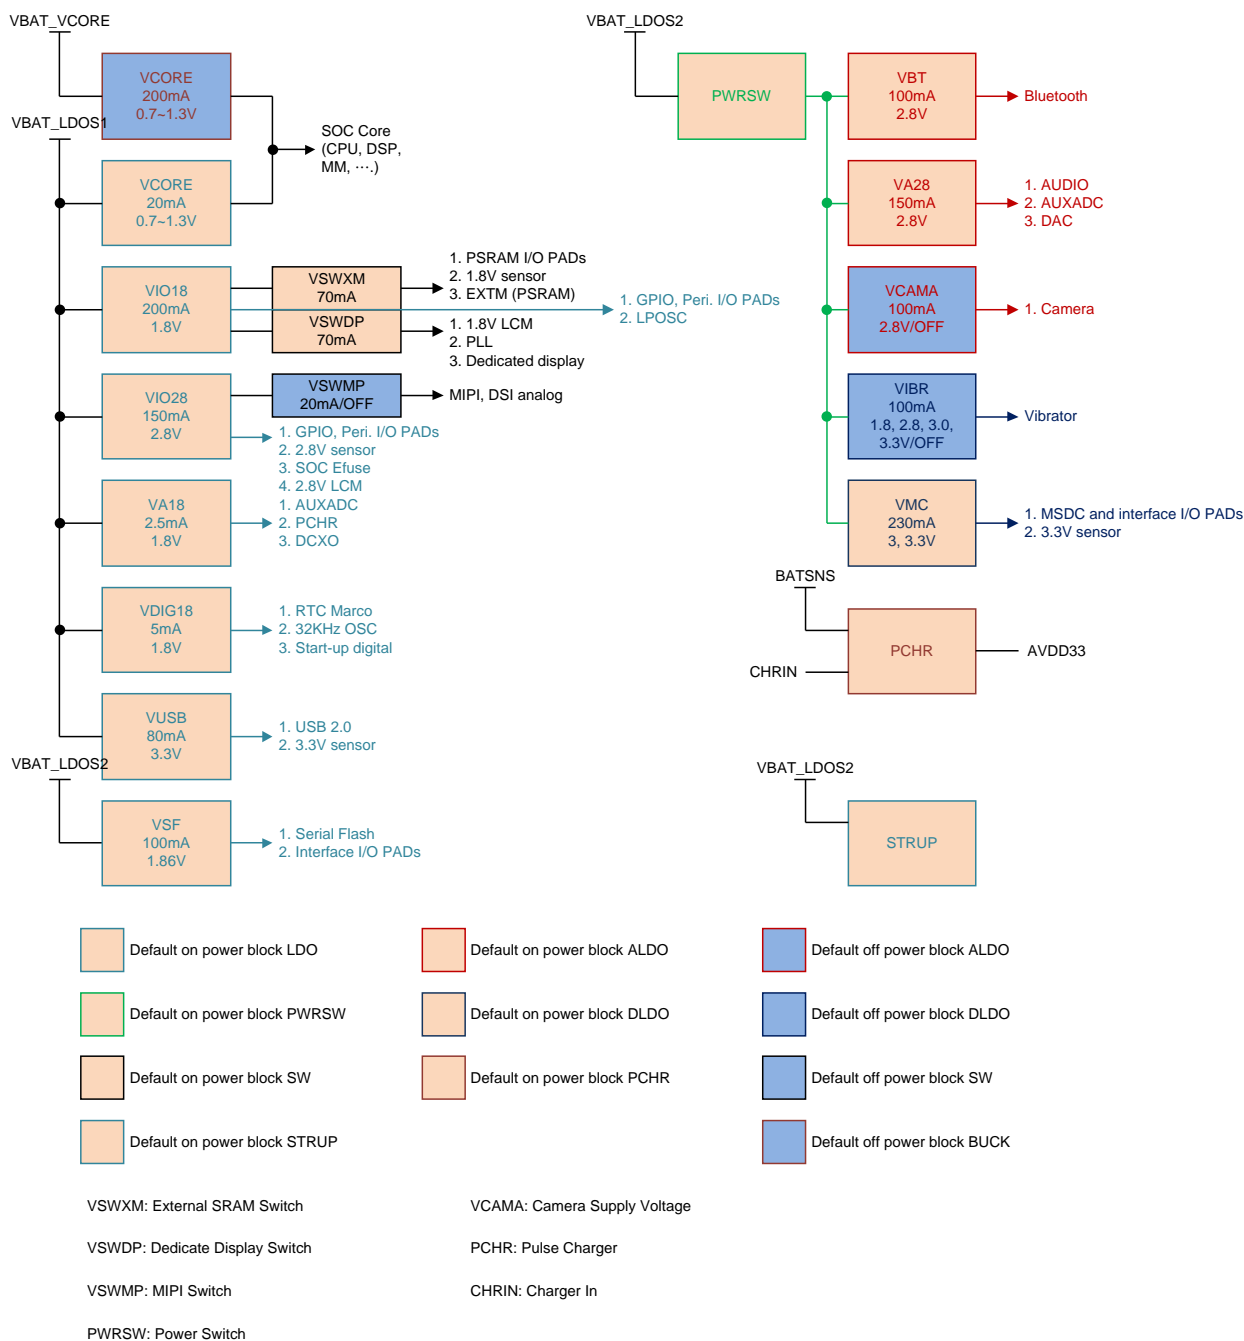 VBAT_VCORE
VCORE
200mA
0.7~1.3V
VBAT_LDOS1
VCORE
20mA
0.7~1.3V
SOC Core
(CPU, DSP,
MM, ….)
VIO18
200mA
1.8V
VSWXM
70mA
1. PSRAM I/O PADs
2. 1.8V sensor
3. EXTM (PSRAM)
1. GPIO, Peri. I/O PADs
2. LPOSC
VSWDP
70mA
1. 1.8V LCM
2. PLL
3. Dedicated display
VIO28
150mA
2.8V
VSWMP
20mA/OFF
MIPI, DSI analog
1. GPIO, Peri. I/O PADs
2. 2.8V sensor
3. SOC Efuse
4. 2.8V LCM
VA18
2.5mA
1.8V
1. AUXADC
2. PCHR
3. DCXO
VDIG18
5mA
1.8V
1. RTC Marco
2. 32KHz OSC
3. Start-up digital
VUSB
80mA
3.3V
1. USB 2.0
2. 3.3V sensor
VBAT_LDOS2
VSF
100mA
1.86V
1. Serial Flash
2. Interface I/O PADs
VBAT_LDOS2
PWRSW
VBT
100mA
2.8V
Bluetooth
VA28
150mA
2.8V
1. AUDIO
2. AUXADC
3. DAC
VCAMA
100mA
2.8V/OFF
1. Camera
VIBR
100mA
1.8, 2.8, 3.0,
3.3V/OFF
Vibrator
VMC
230mA
3, 3.3V
1. MSDC and interface I/O PADs
2. 3.3V sensor
BATSNS
PCHR
CHRIN
AVDD33
VBAT_LDOS2
STRUP
Default on power block LDO
Default on power block ALDO
Default off power block ALDO
Default on power block PWRSW
Default on power block DLDO
Default off power block DLDO
Default on power block SW
Default on power block PCHR
Default off power block SW
Default on power block STRUP
Default off power block BUCK
VSWXM: External SRAM Switch
VCAMA: Camera Supply Voltage
VSWDP: Dedicate Display Switch
PCHR: Pulse Charger
VSWMP: MIPI Switch
CHRIN: Charger In
PWRSW: Power Switch